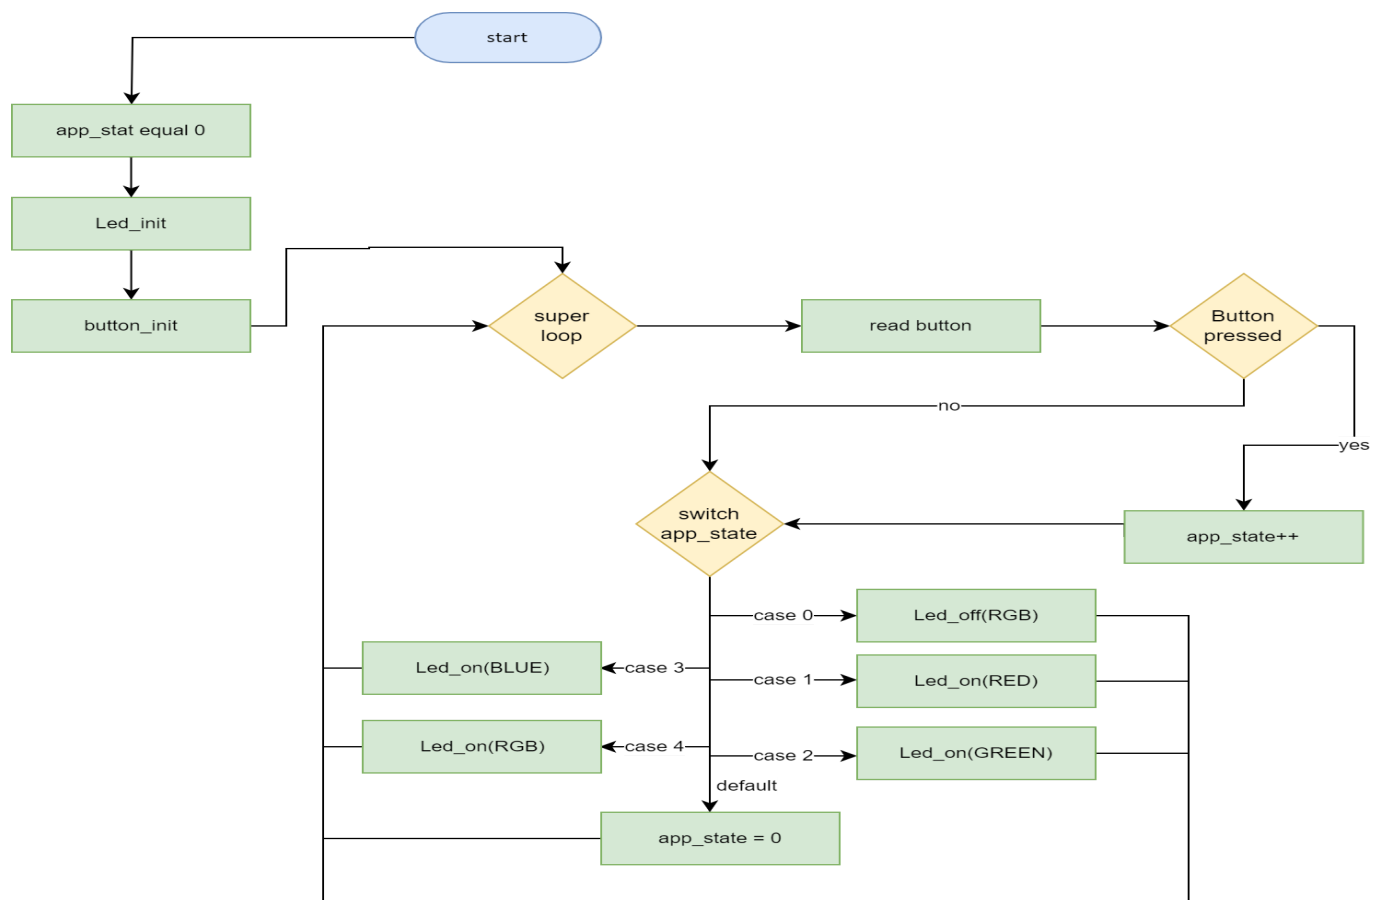 start
app_stat equal 0
Led_init
button_init
super
loop
read button
Button
pressed
no
yes
switch
app_state
app_state++
case 0
Led_off(RGB)
Led_on(BLUE)
case 3
case 1
Led_on(RED)
Led_on(RGB)
case 4
case 2
Led_on(GREEN)
default
app_state = 0